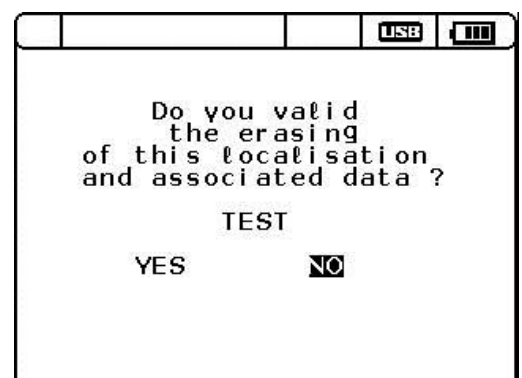 USB
Do you valid
the erasing
of this localisation
and associated data ?
TEST
YES NO